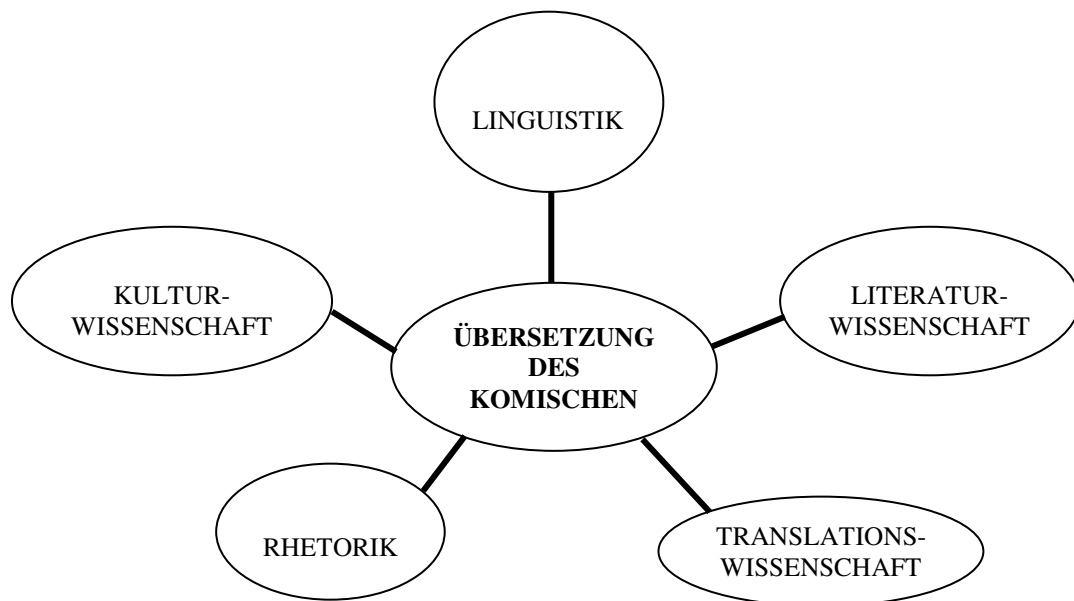 LINGUISTIK
KULTUR-
WISSENSCHAFT
LITERATUR-
WISSENSCHAFT
ÜBERSETZUNG
DES
KOMISCHEN
RHETORIK
TRANSLATIONS-
WISSENSCHAFT